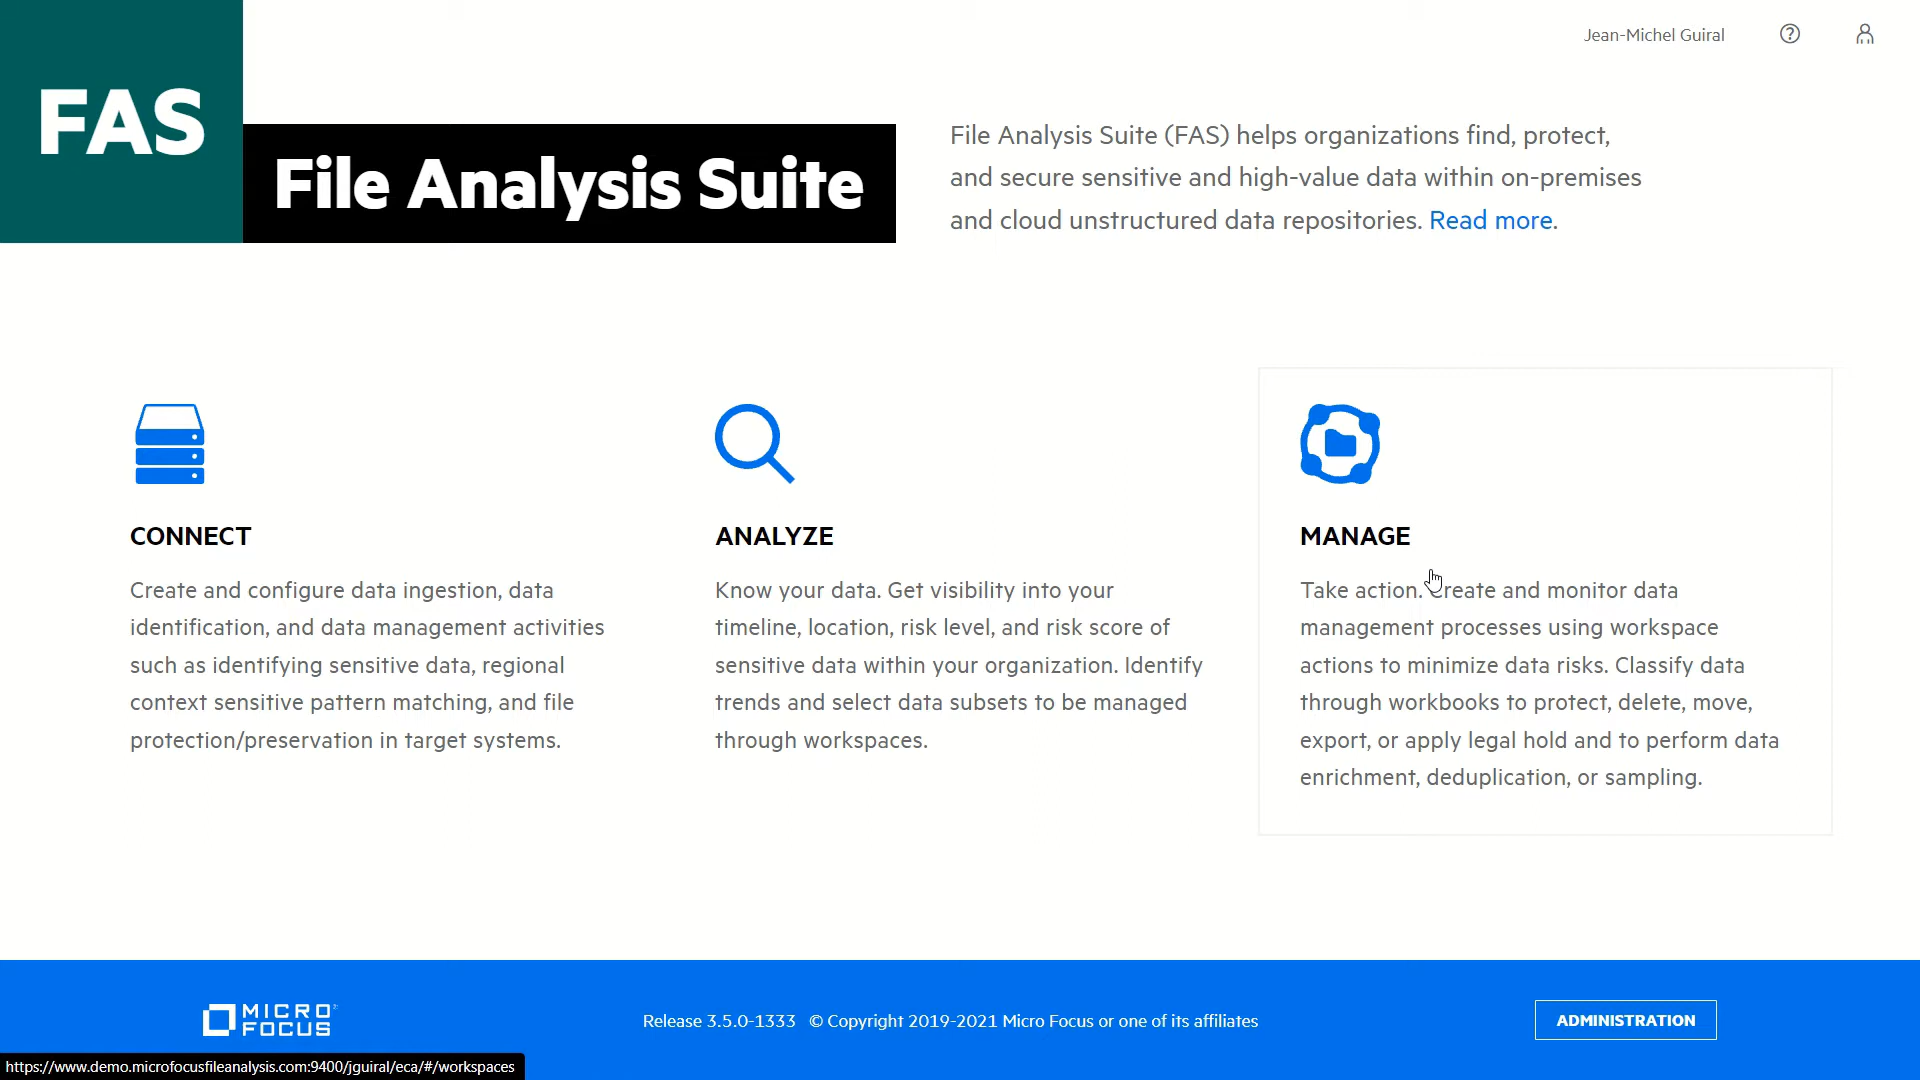 Jean-Michel Guiral
FAS
File Analysis Suite
File Analysis Suite (FAS) helps organizations find, protect,
and secure sensitive and high-value data within on-premises
and cloud unstructured data repositories. Read more.
CONNECT
Create and configure data ingestion, data
identification, and data management activities
such as identifying sensitive data, regional
context sensitive pattern matching, and file
protection/preservation in target systems.
ANALYZE
Know your data. Get visibility into your
timeline, location, risk level, and risk score of
sensitive data within your organization. Identify
trends and select data subsets to be managed
through workspaces.
MANAGE
Take action. Create and monitor data
management processes using workspace
actions to minimize data risks. Classify data
through workbooks to protect, delete, move,
export, or apply legal hold and to perform data
enrichment, deduplication, or sampling.
MICRO
FOCUS
Release 3.5.0-1333 © Copyright 2019-2021 Micro Focus or one of its affiliates
ADMINISTRATION
https://www.demo.microfocusfileanalysis.com:9400/jguiral/eca/#/workspaces